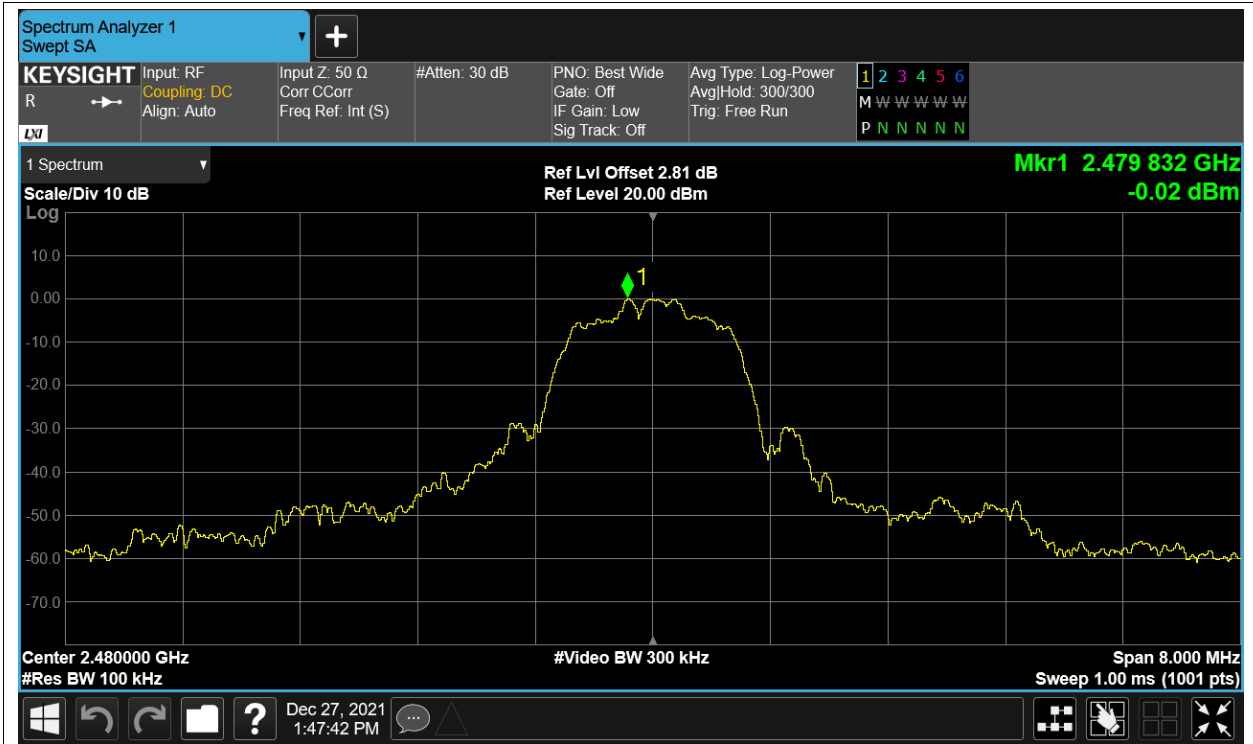 Spectrum Analyzer 1
Swept SA
+
KEYSIGHT
R
LXI
Input: RF
Coupling: DC
Align: Auto
Input Z: 50 Ω
Corr CCorr
Freq Ref: Int (S)
#Atten: 30 dB
PNO: Best Wide
Gate: Off
IF Gain: Low
Sig Track: Off
Avg Type: Log-Power
Avg|Hold: 300/300
Trig: Free Run
1 2 3 4 5 6
M W W W W W
P N N N N N
1 Spectrum
Scale/Div 10 dB
Log
Ref Lvl Offset 2.81 dB
Ref Level 20.00 dBm
Mkr1 2.479 832 GHz
-0.02 dBm
1
10.0
0.00
-10.0
-20.0
-30.0
-40.0
-50.0
-60.0
-70.0
Center 2.480000 GHz
#Res BW 100 kHz
#Video BW 300 kHz
Span 8.000 MHz
Sweep 1.00 ms (1001 pts)
?
Dec 27, 2021
1:47:42 PM